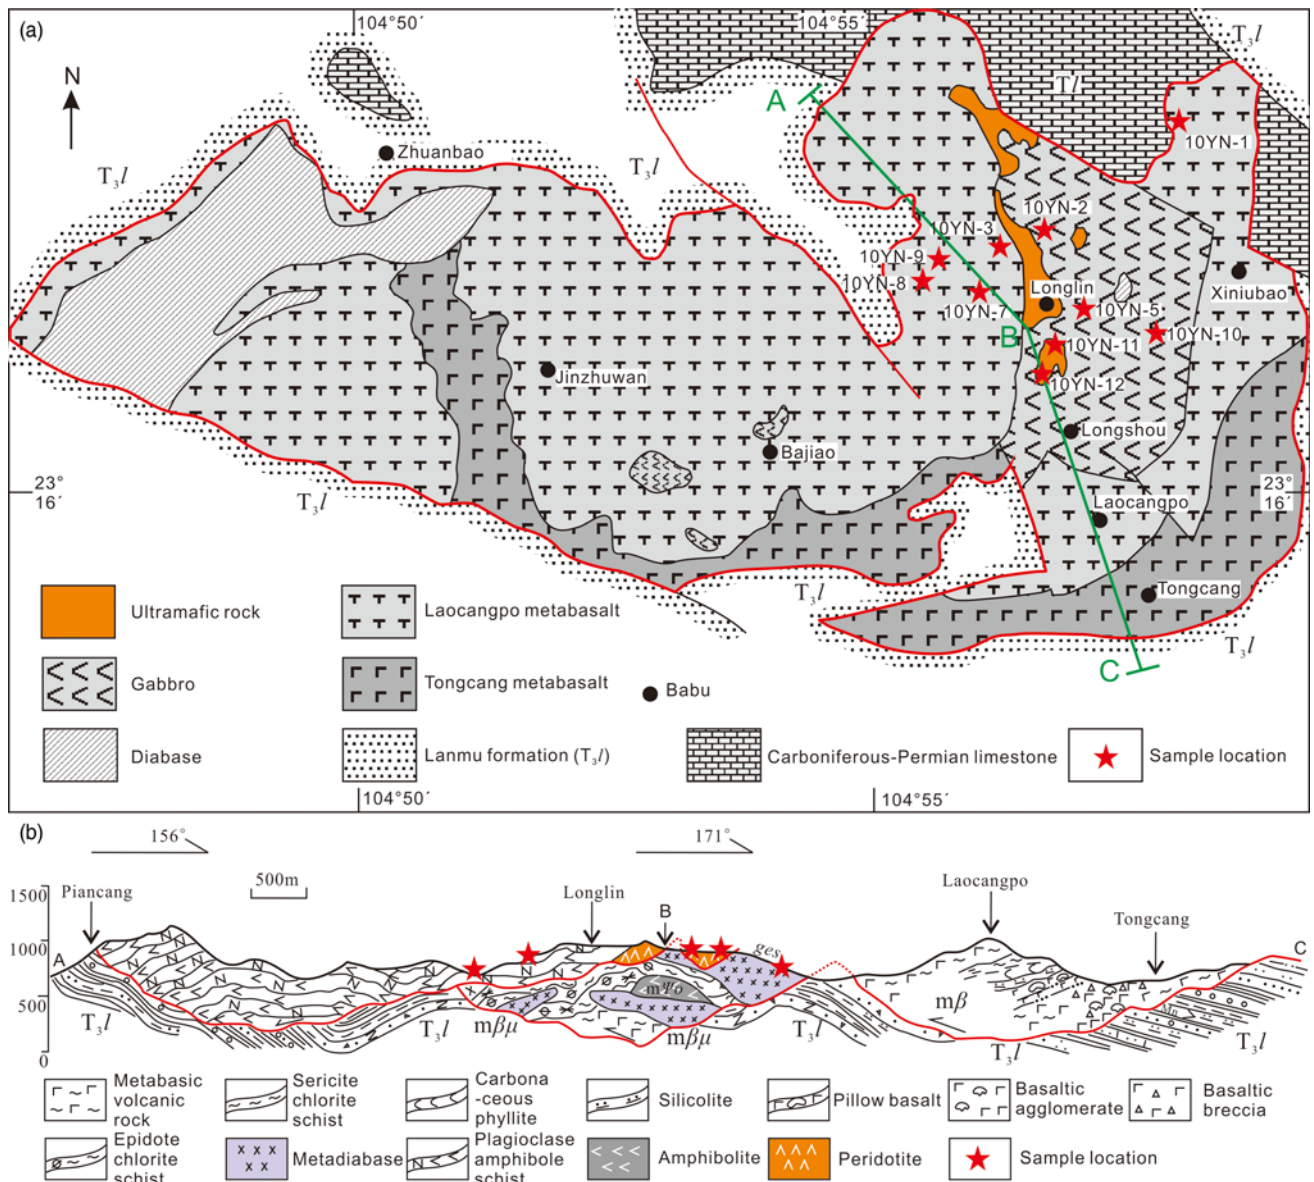 (a)
104°50´
104°55´
T₃l
N
A
Tl
10YN-1
Zhuanbao
T₃l
T₃l
10YN-2
10YN-3
10YN-9
10YN-8
10YN-7
Longlin
10YN-5
Xiniubao
B
10YN-11
10YN-10
Jinzhuwan
10YN-12
Longshou
Bajiao
23°
16´
T₃l
23°
16´
Laocangpo
Tongcang
T₃l
T₃l
C
Ultramafic rock
Laocangpo metabasalt
Gabbro
Tongcang metabasalt
Babu
Diabase
Lanmu formation (T₃l)
Carboniferous-Permian limestone
Sample location
104°50´
104°55´
(b)
156°
171°
1500
Piancang
500m
Longlin
B
Laocangpo
Tongcang
1000
A
ges
C
500
mΨo
mβ
Mn
T₃l
T₃l
mβμ
mβμ
T₃l
T₃l
T₃l
0
Metabasic
volcanic
rock
Sericite
chlorite
schist
Carbona
-ceous
phyllite
Silicolite
Pillow basalt
Basaltic
agglomerate
Basaltic
breccia
Epidote
chlorite
schist
Metadiabase
Plagioclase
amphibole
schist
Amphibolite
Peridotite
Sample location